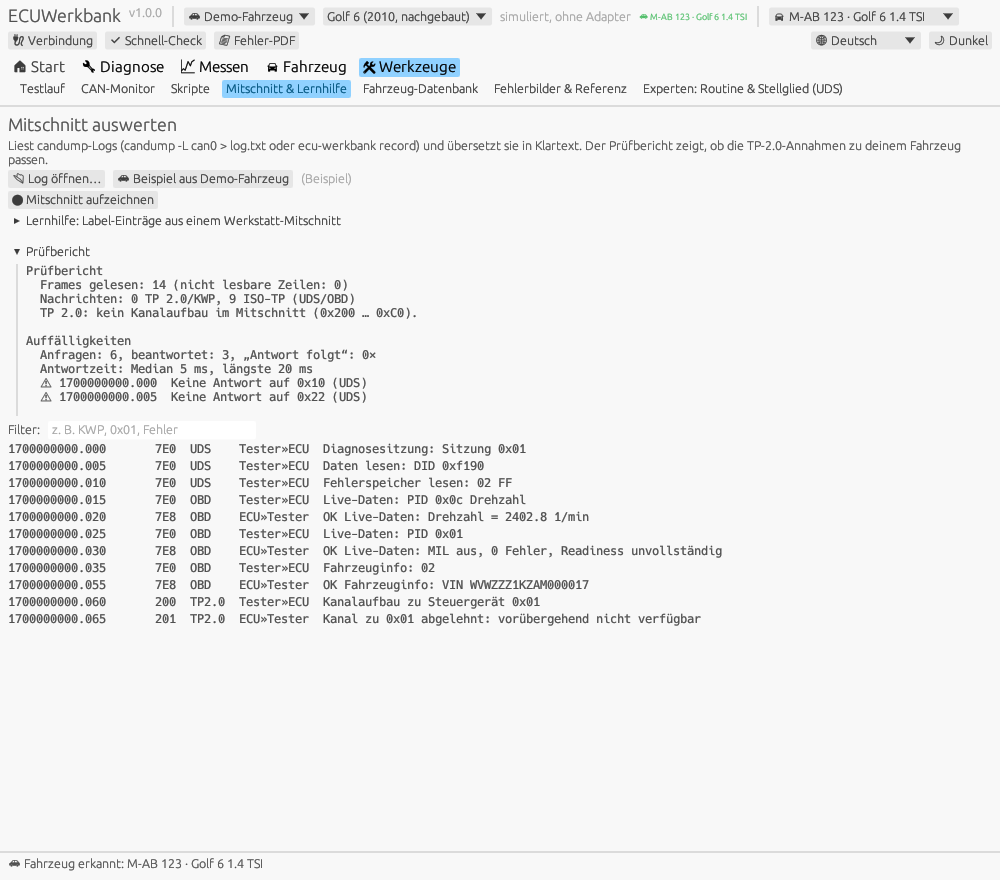 ECUWerkbank v1.0.0 Demo-Fahrzeug Golf 6 (2010, nachgebaut) simuliert, ohne Adapter M-AB 123 · Golf 6 1.4 TSI M-AB 123 · Golf 6 1.4 TSI
Verbindung Schnell-Check Fehler-PDF Deutsch Dunkel
Start Diagnose Messen Fahrzeug Werkzeuge
Testlauf CAN-Monitor Skripte Mitschnitt & Lernhilfe Fahrzeug-Datenbank Fehlerbilder & Referenz Experten: Routine & Stellglied (UDS)
Mitschnitt auswerten
Liest candump-Logs (candump -L can0 > log.txt oder ecu-werkbank record) und übersetzt sie in Klartext. Der Prüfbericht zeigt, ob die TP-2.0-Annahmen zu deinem Fahrzeug
passen.
Log öffnen… Beispiel aus Demo-Fahrzeug (Beispiel)
Mitschnitt aufzeichnen
Lernhilfe: Label-Einträge aus einem Werkstatt-Mitschnitt
Prüfbericht
Prüfbericht
Frames gelesen: 14 (nicht lesbare Zeilen: 0)
Nachrichten: 0 TP 2.0/KWP, 9 ISO-TP (UDS/OBD)
TP 2.0: kein Kanalaufbau im Mitschnitt (0x200 … 0xC0).
Auffälligkeiten
Anfragen: 6, beantwortet: 3, „Antwort folgt“: 0×
Antwortzeit: Median 5 ms, längste 20 ms
⚠ 1700000000.000 Keine Antwort auf 0x10 (UDS)
⚠ 1700000000.005 Keine Antwort auf 0x22 (UDS)
Filter: z. B. KWP, 0x01, Fehler
1700000000.000 7E0 UDS Tester»ECU Diagnosesitzung: Sitzung 0x01
1700000000.005 7E0 UDS Tester»ECU Daten lesen: DID 0xf190
1700000000.010 7E0 UDS Tester»ECU Fehlerspeicher lesen: 02 FF
1700000000.015 7E0 OBD Tester»ECU Live-Daten: PID 0x0c Drehzahl
1700000000.020 7E8 OBD ECU»Tester OK Live-Daten: Drehzahl = 2402.8 1/min
1700000000.025 7E0 OBD Tester»ECU Live-Daten: PID 0x01
1700000000.030 7E8 OBD ECU»Tester OK Live-Daten: MIL aus, 0 Fehler, Readiness unvollständig
1700000000.035 7E0 OBD Tester»ECU Fahrzeuginfo: 02
1700000000.055 7E8 OBD ECU»Tester OK Fahrzeuginfo: VIN WVWZZZ1KZAM000017
1700000000.060 200 TP2.0 Tester»ECU Kanalaufbau zu Steuergerät 0x01
1700000000.065 201 TP2.0 ECU»Tester Kanal zu 0x01 abgelehnt: vorübergehend nicht verfügbar
Fahrzeug erkannt: M-AB 123 · Golf 6 1.4 TSI